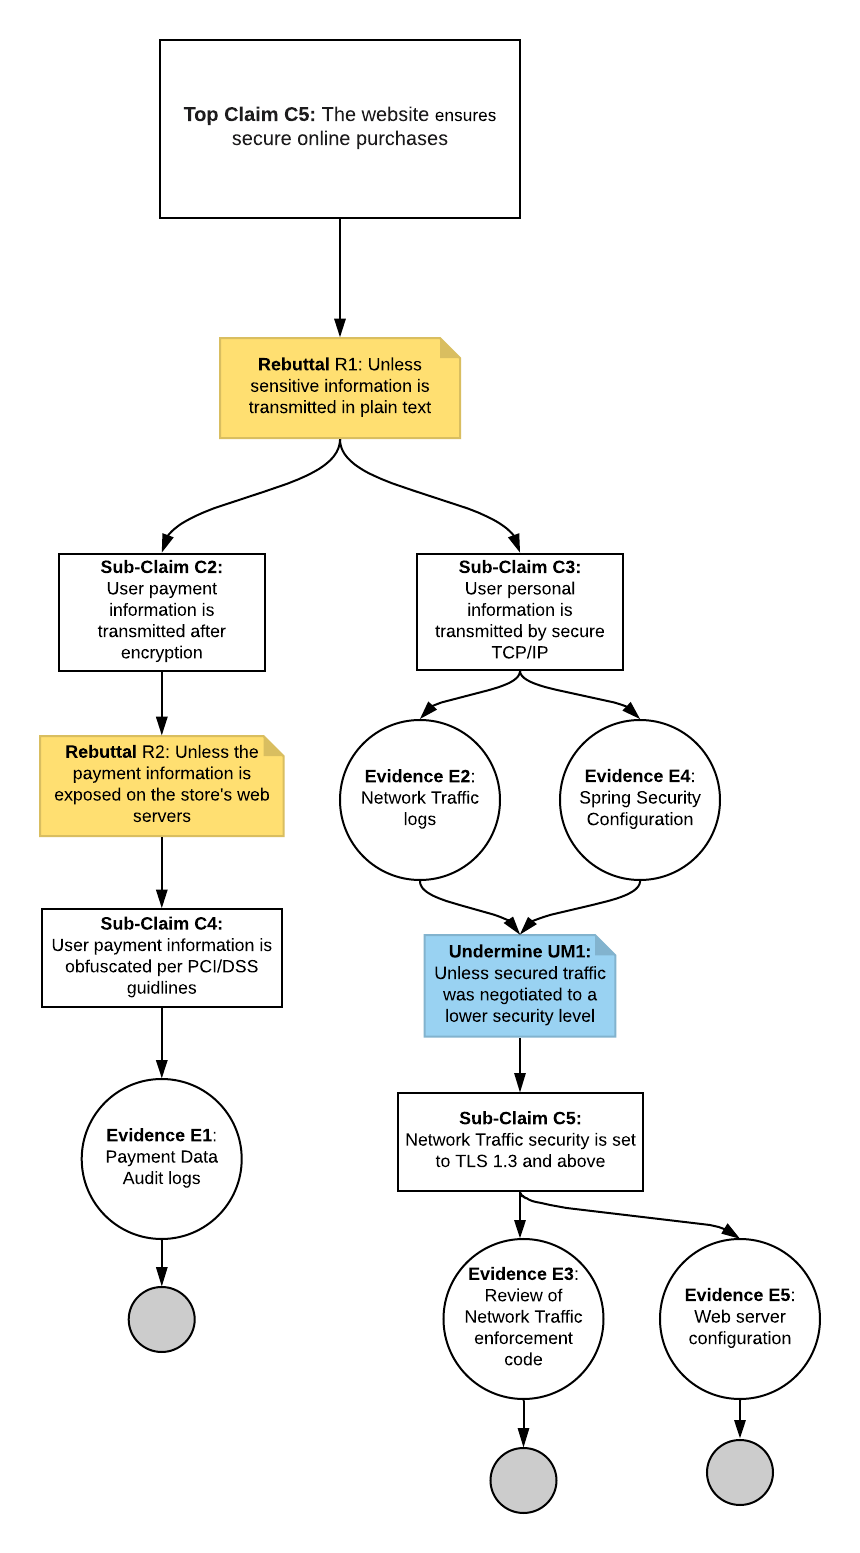 Top Claim C5: The website ensures
secure online purchases
Rebuttal R1: Unless
sensitive information is
transmitted in plain text
Sub-Claim C2:
User payment
information is
transmitted after
encryption
Sub-Claim C3:
User personal
information is
transmitted by secure
TCP/IP
Rebuttal R2: Unless the
payment information is
exposed on the store's web
servers
Evidence E2:
Network Traffic
logs
Evidence E4:
Spring Security
Configuration
Sub-Claim C4:
User payment information is
obfuscated per PCI/DSS
guidlines
Undermine UM1:
Unless secured traffic
was negotiated to a
lower security level
Evidence E1:
Payment Data
Audit logs
Sub-Claim C5:
Network Traffic security is set
to TLS 1.3 and above
Evidence E3:
Review of
Network Traffic
enforcement
code
Evidence E5:
Web server
configuration